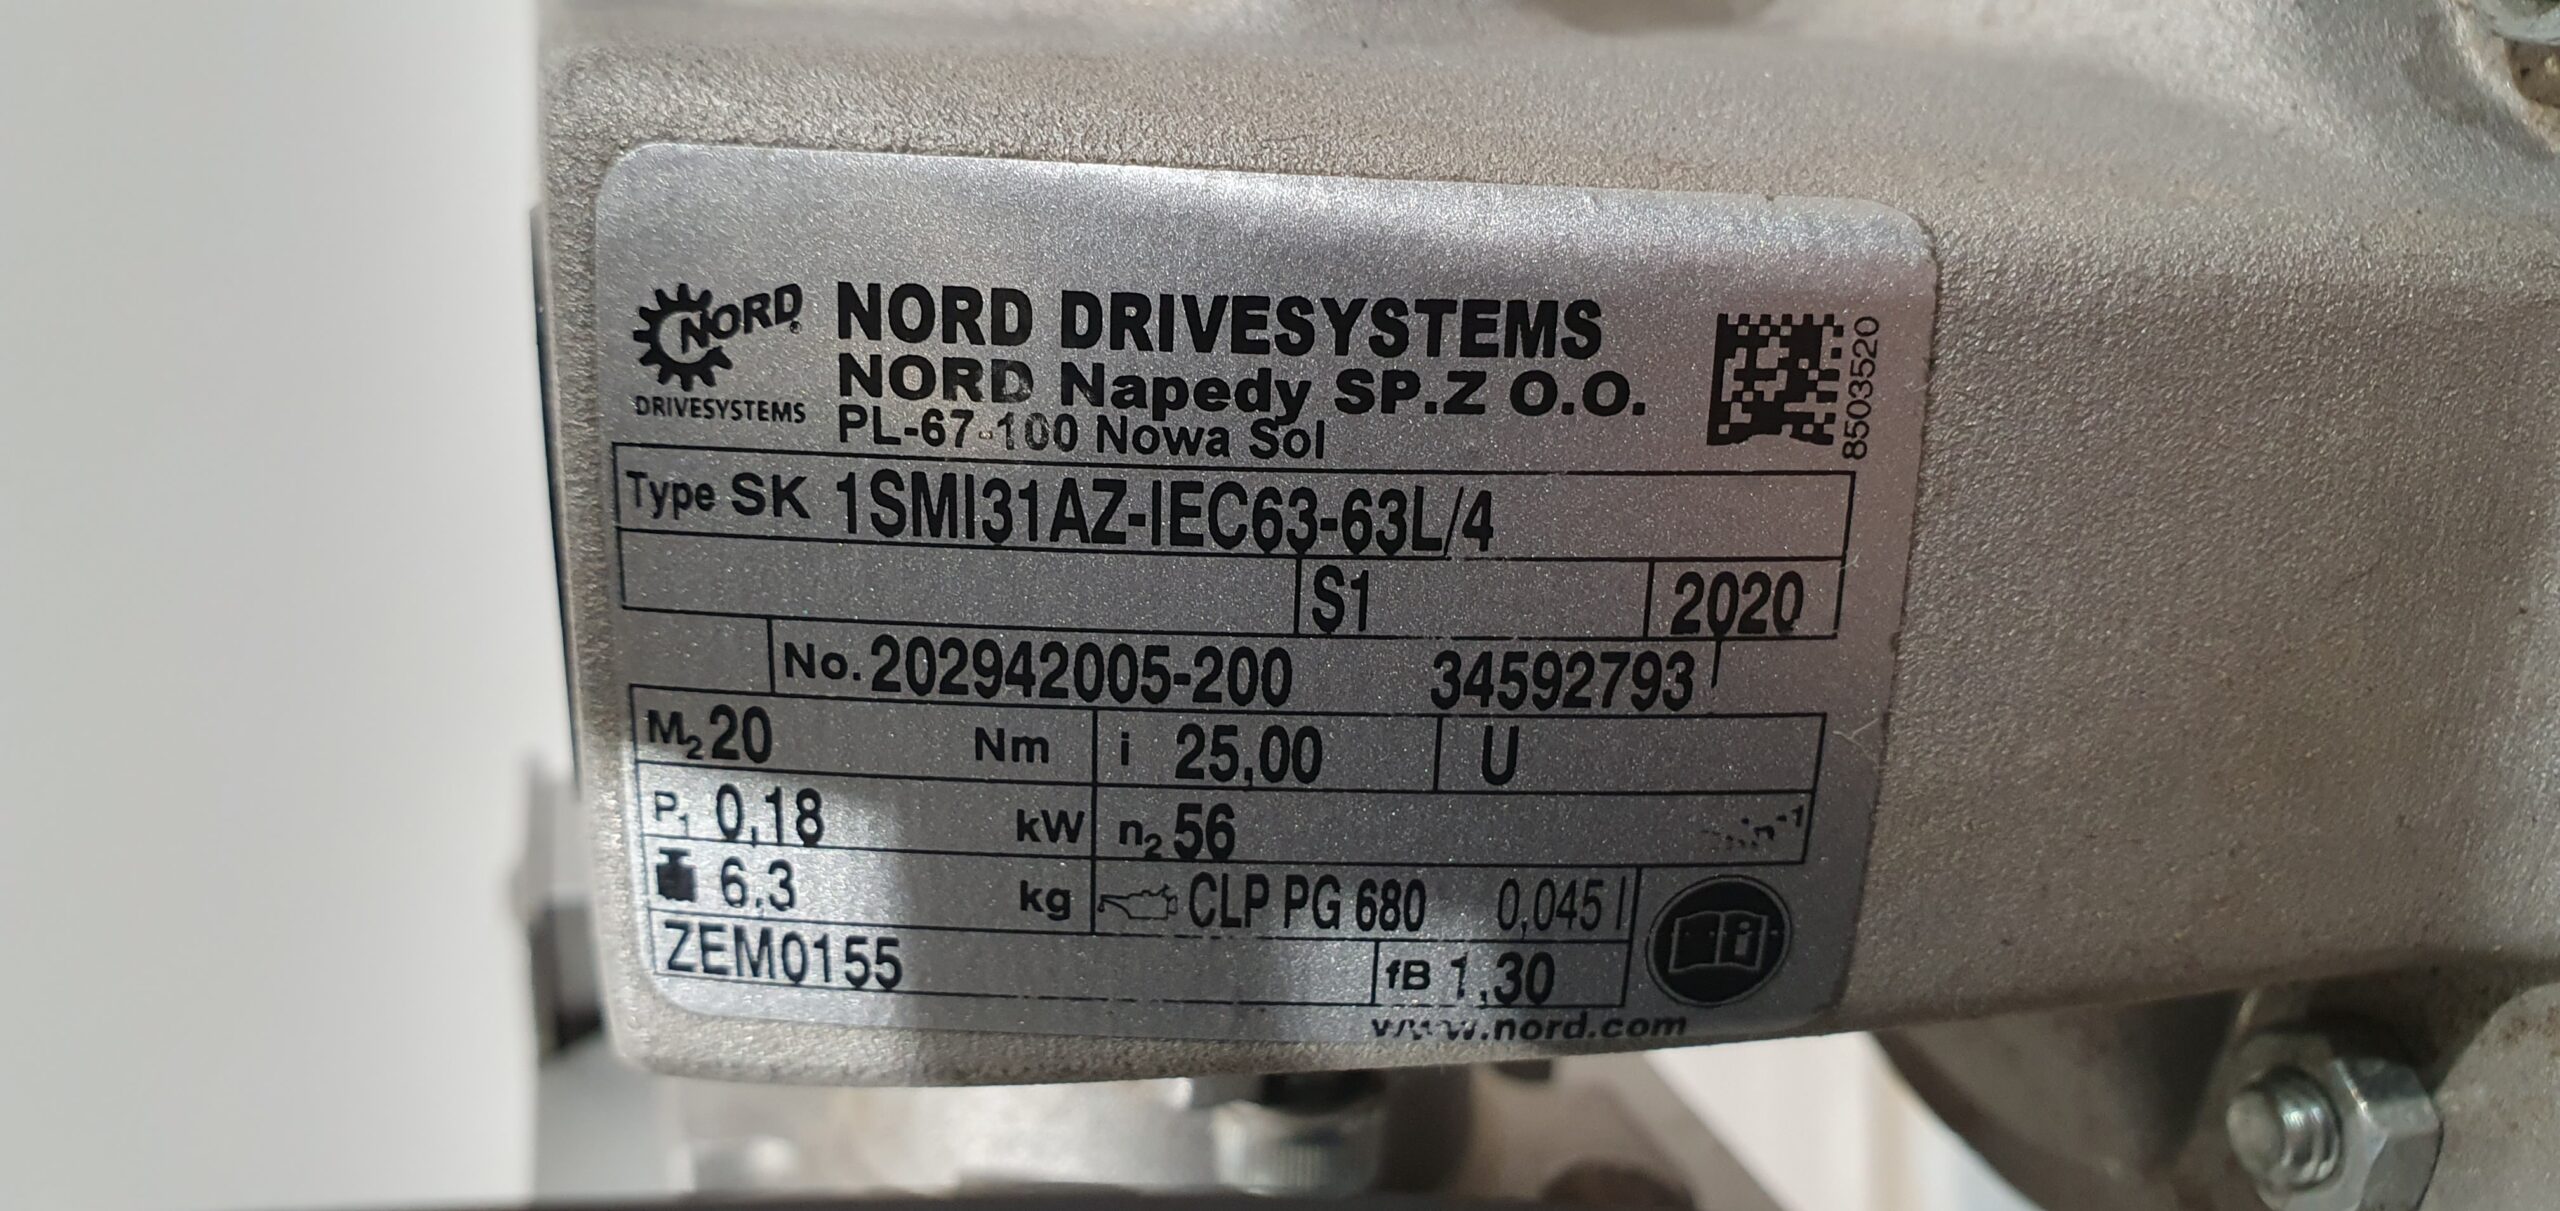 NORD
DRIVESYSTEMS
NORD DRIVESYSTEMS
NORD Napedy SP.Z O.O.
PL-67-100 Nowa Sol
8503520
Type SK 1SMI31AZ-IEC63-63L/4
S1 2020
No. 202942005-200 34592793
M2 20 Nm i 25,00 U
P1 0,18 kW n2 56
6,3 kg CLP PG 680 0,045 l
ZEM0155 fB 1,30
www.nord.com